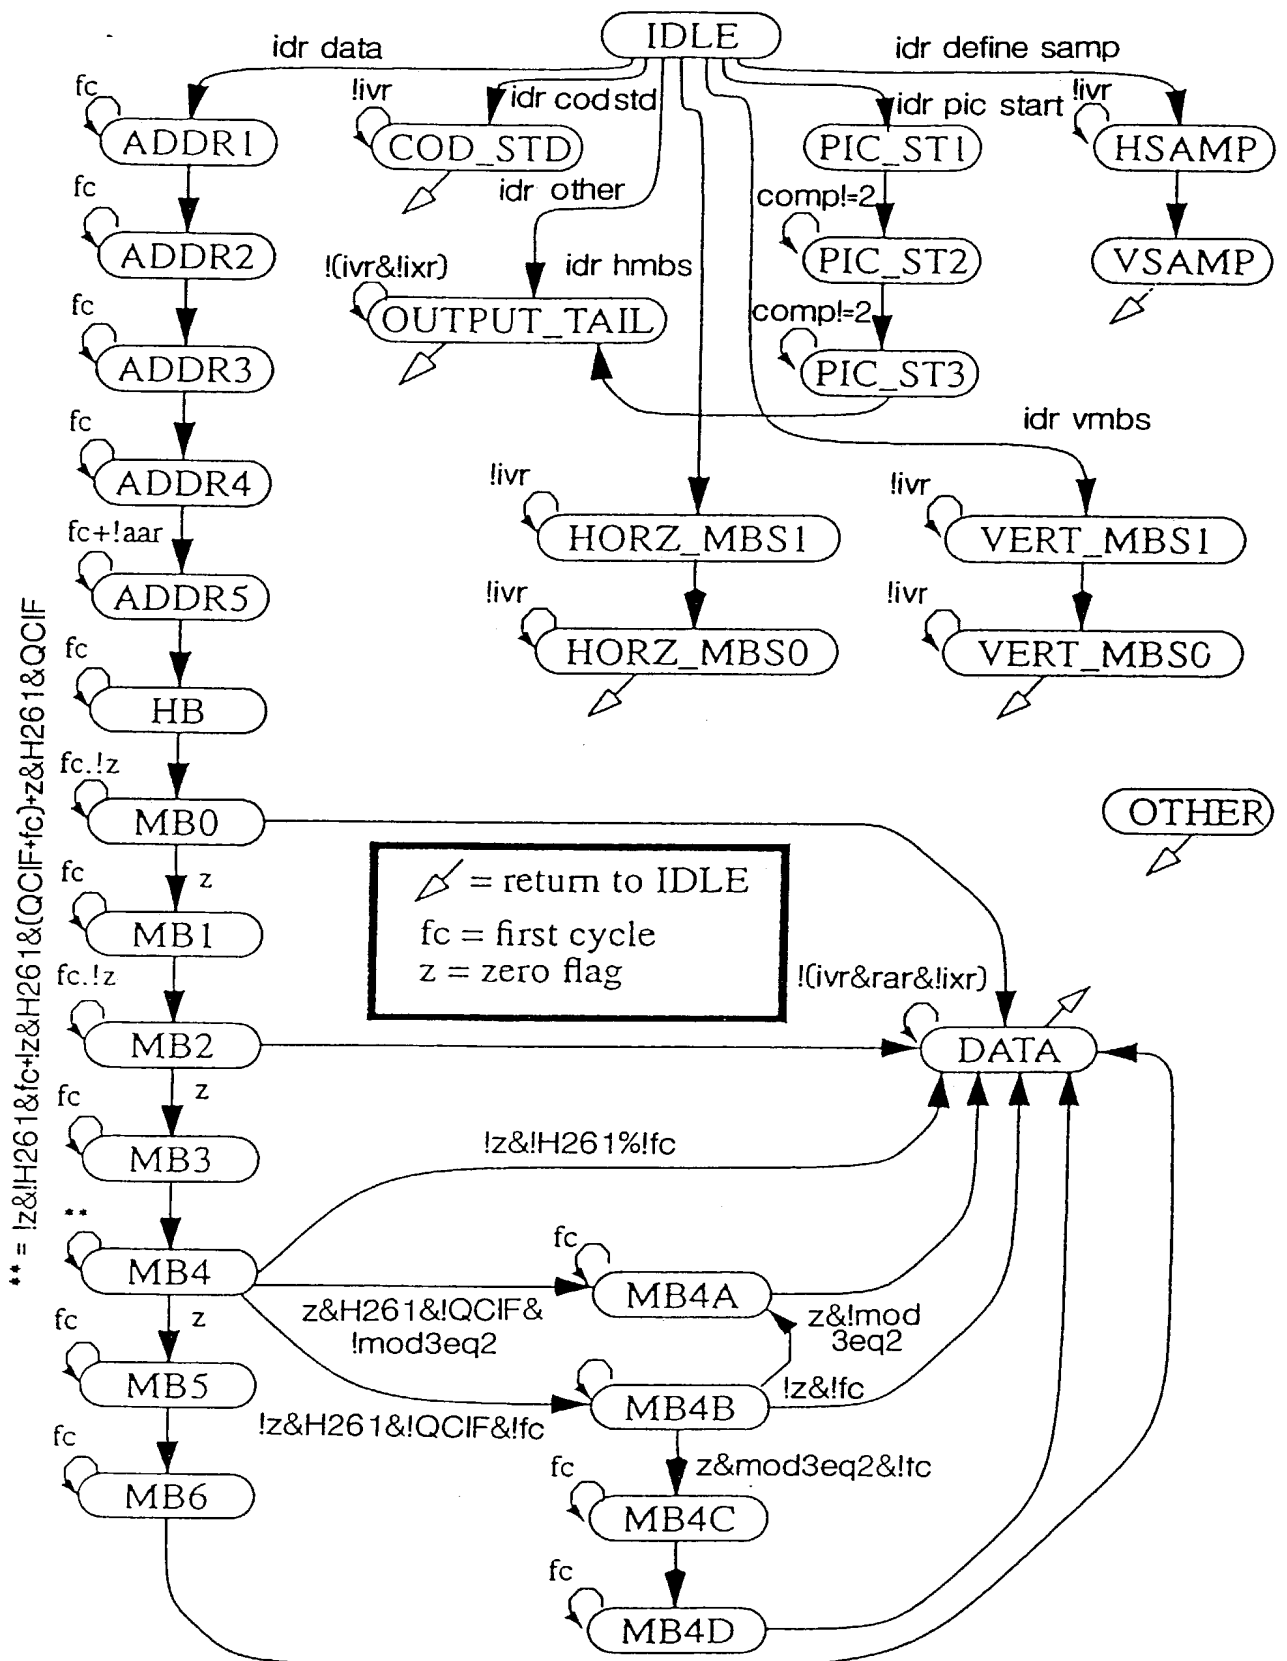 IDLE
idr data
idr define samp
fc
!ivr
idr codstd
idr pic start
!ivr
ADDR1
COD_STD
PIC_ST1
HSAMP
fc
idr other
comp!=2
ADDR2
!(ivr&!ixr)
idr hmbs
PIC_ST2
VSAMP
fc
OUTPUT_TAIL
comp!=2
ADDR3
PIC_ST3
fc
idr vmbs
ADDR4
!ivr
!ivr
fc+!aar
HORZ_MBS1
VERT_MBS1
ADDR5
!ivr
!ivr
fc
HORZ_MBS0
VERT_MBS0
HB
fc.!z
MB0
OTHER
fc
z
= return to IDLE
MB1
fc = first cycle
fc.!z
z = zero flag
!(ivr&rar&!ixr)
MB2
DATA
fc
z
MB3
!z&!H261%!fc
**
fc
MB4
MB4A
fc
z
z&H261&!QCIF&
!mod3eq2
z&!mod
3eq2
MB5
!z&!fc
MB4B
fc
!z&H261&!QCIF&!fc
MB6
fc
z&mod3eq2&!fc
MB4C
fc
MB4D
** = !z&!H261&fc+!z&H261&(QCIF+fc)+z&H261&QCIF